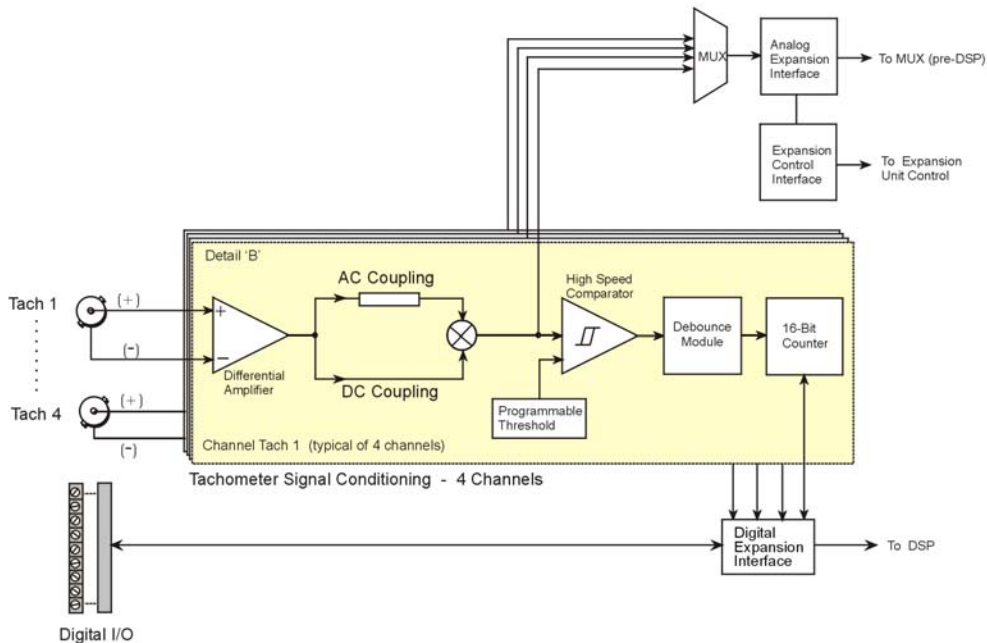 MUX
Analog
Expansion
Interface
To MUX (pre-DSP)
Expansion
Control
Interface
To Expansion
Unit Control
Detail 'B'
AC Coupling
High Speed
Comparator
Tach 1
(+)
+
Debounce
Module
16-Bit
Counter
(-)
−
Differential
Amplifier
DC Coupling
Tach 4
(+)
(-)
Programmable
Threshold
Channel Tach 1 (typical of 4 channels)
Tachometer Signal Conditioning - 4 Channels
Digital
Expansion
Interface
To DSP
Digital I/O